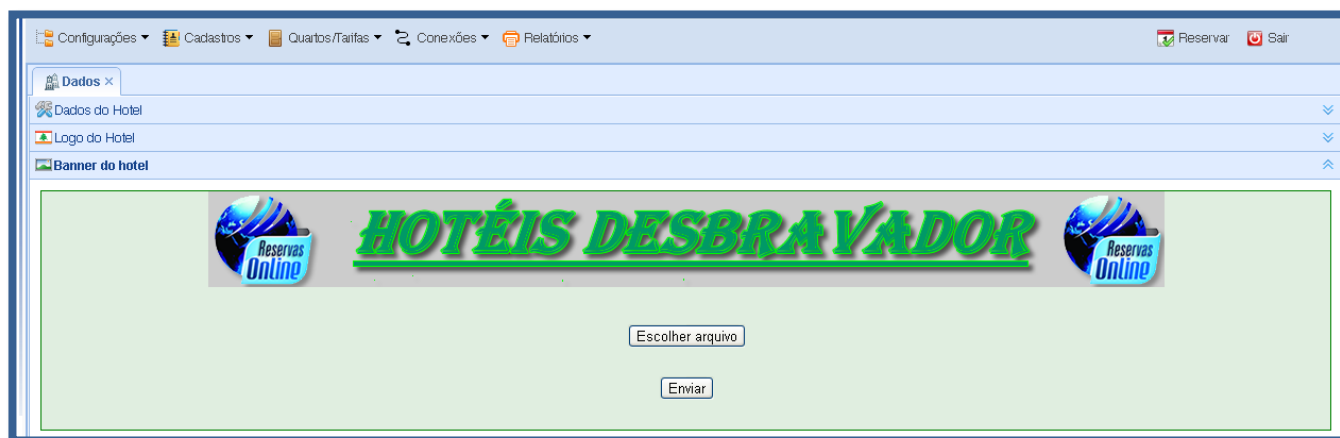 Configurações Cadastros Quartos/Tarifas Conexões Relatórios Reservar Sair
Dados
Dados do Hotel
Logo do Hotel
Banner do hotel
Reservas Online
HOTÉIS DESBRAVADOR
Reservas Online
Escolher arquivo
Enviar